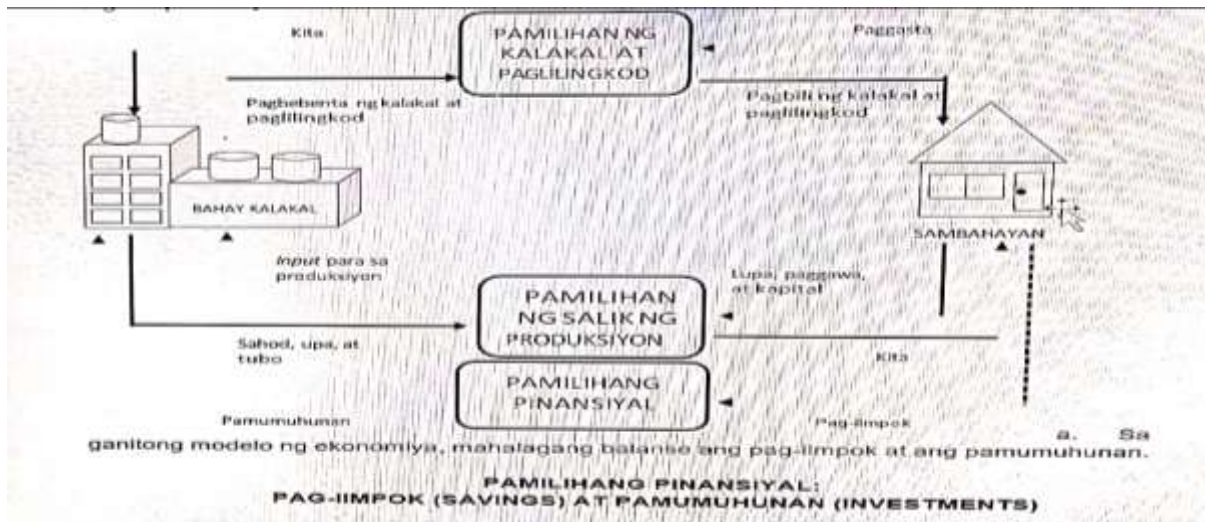 Kita
PAMILIHAN NG
KALAKAL AT
PAGLILINGKOD
Paggasta
Pagbebenta ng kalakal at
paglilingkod
Pagbili ng kalakal at
paglilingkod
BAHAY KALAKAL
SAMBAHAYAN
Input para sa
produksiyon
Lupa, paggawa,
at kapital
PAMILIHAN
NG SALIK NG
PRODUKSIYON
Sahod, upa, at
tubo
Kita
PAMILIHANG
PINANSIYAL
Pamumuhunan
Pag-iimpok
a. Sa
ganitong modelo ng ekonomiya, mahalagang balanse ang pag-iimpok at ang pamumuhunan.
PAMILIHANG PINANSIYAL:
PAG-IIMPOK (SAVINGS) AT PAMUMUHUNAN (INVESTMENTS)